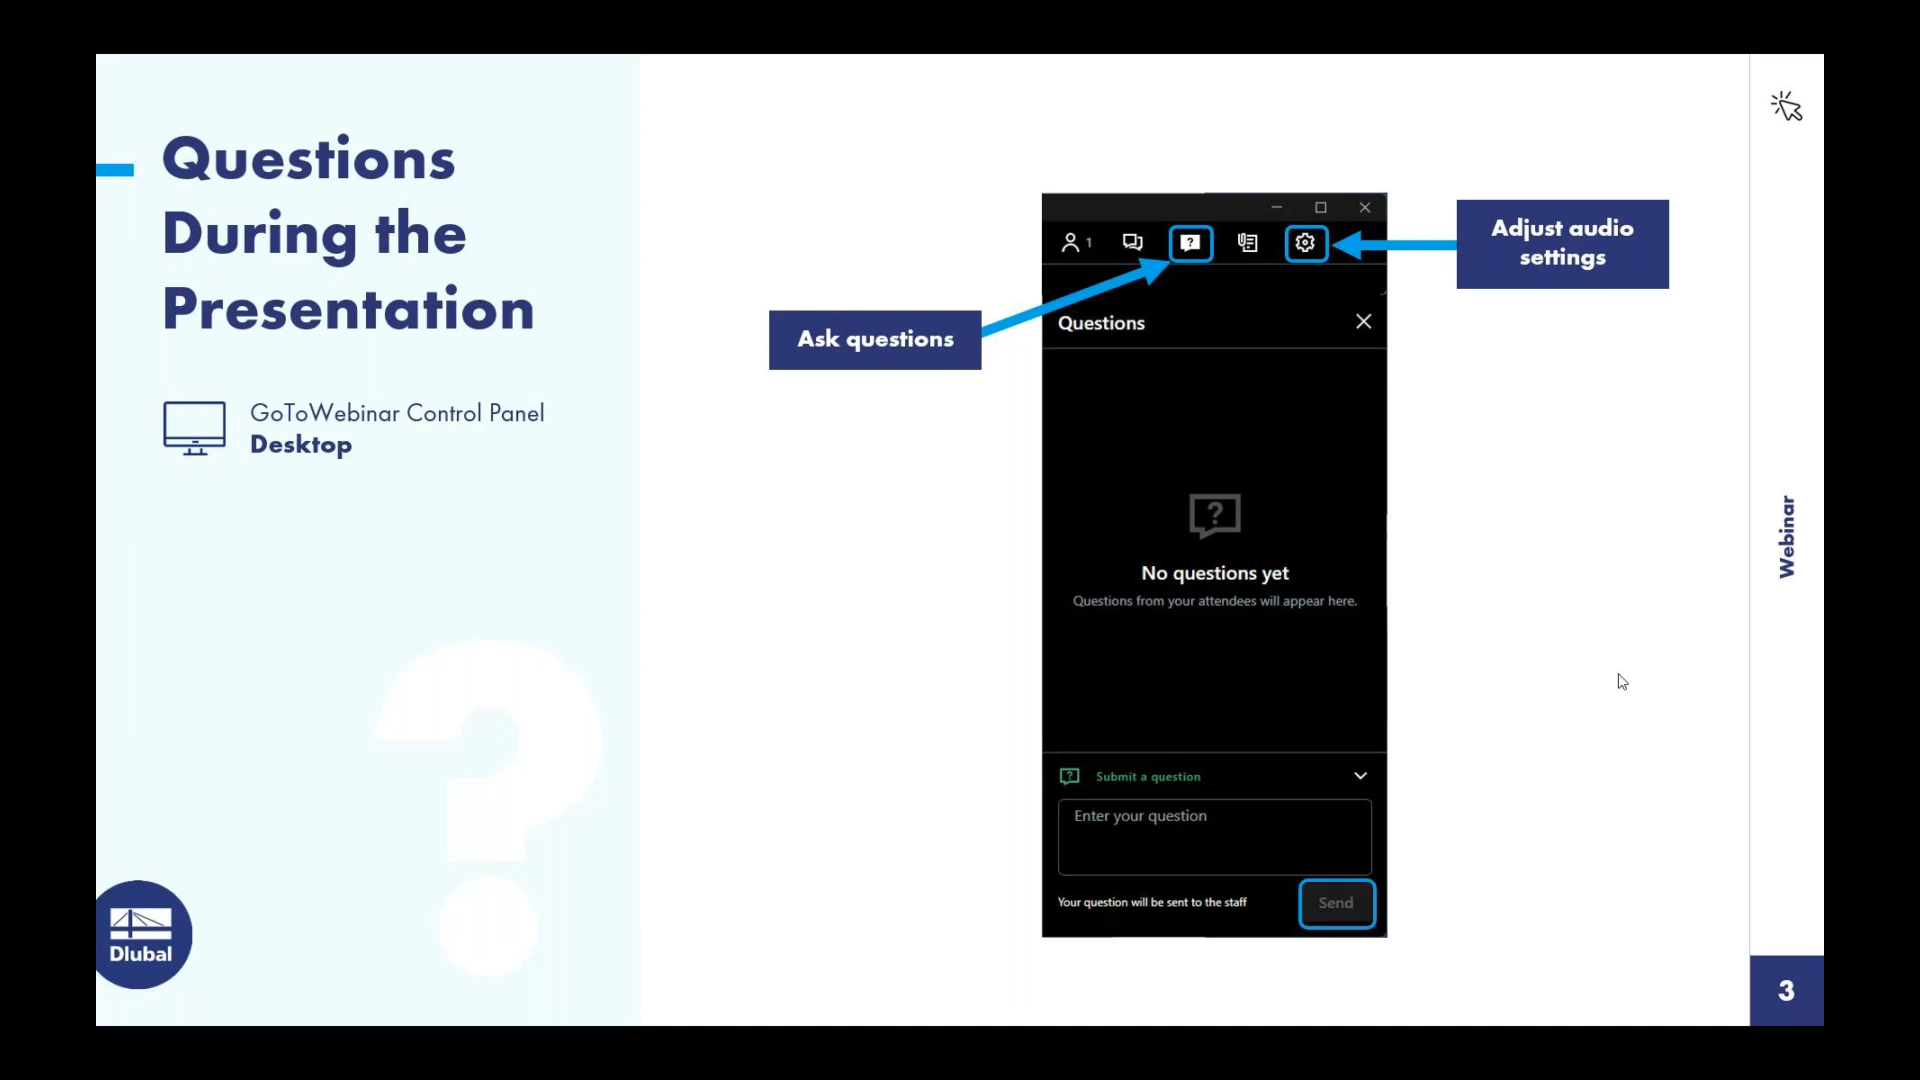 Questions
During the
Presentation
GoToWebinar Control Panel
Desktop
Dlubal
Ask questions
1
?
Questions
?
No questions yet
Questions from your attendees will appear here.
?
Submit a question
Enter your question
Your question will be sent to the staff
Send
Adjust audio
settings
Webinar
3
?